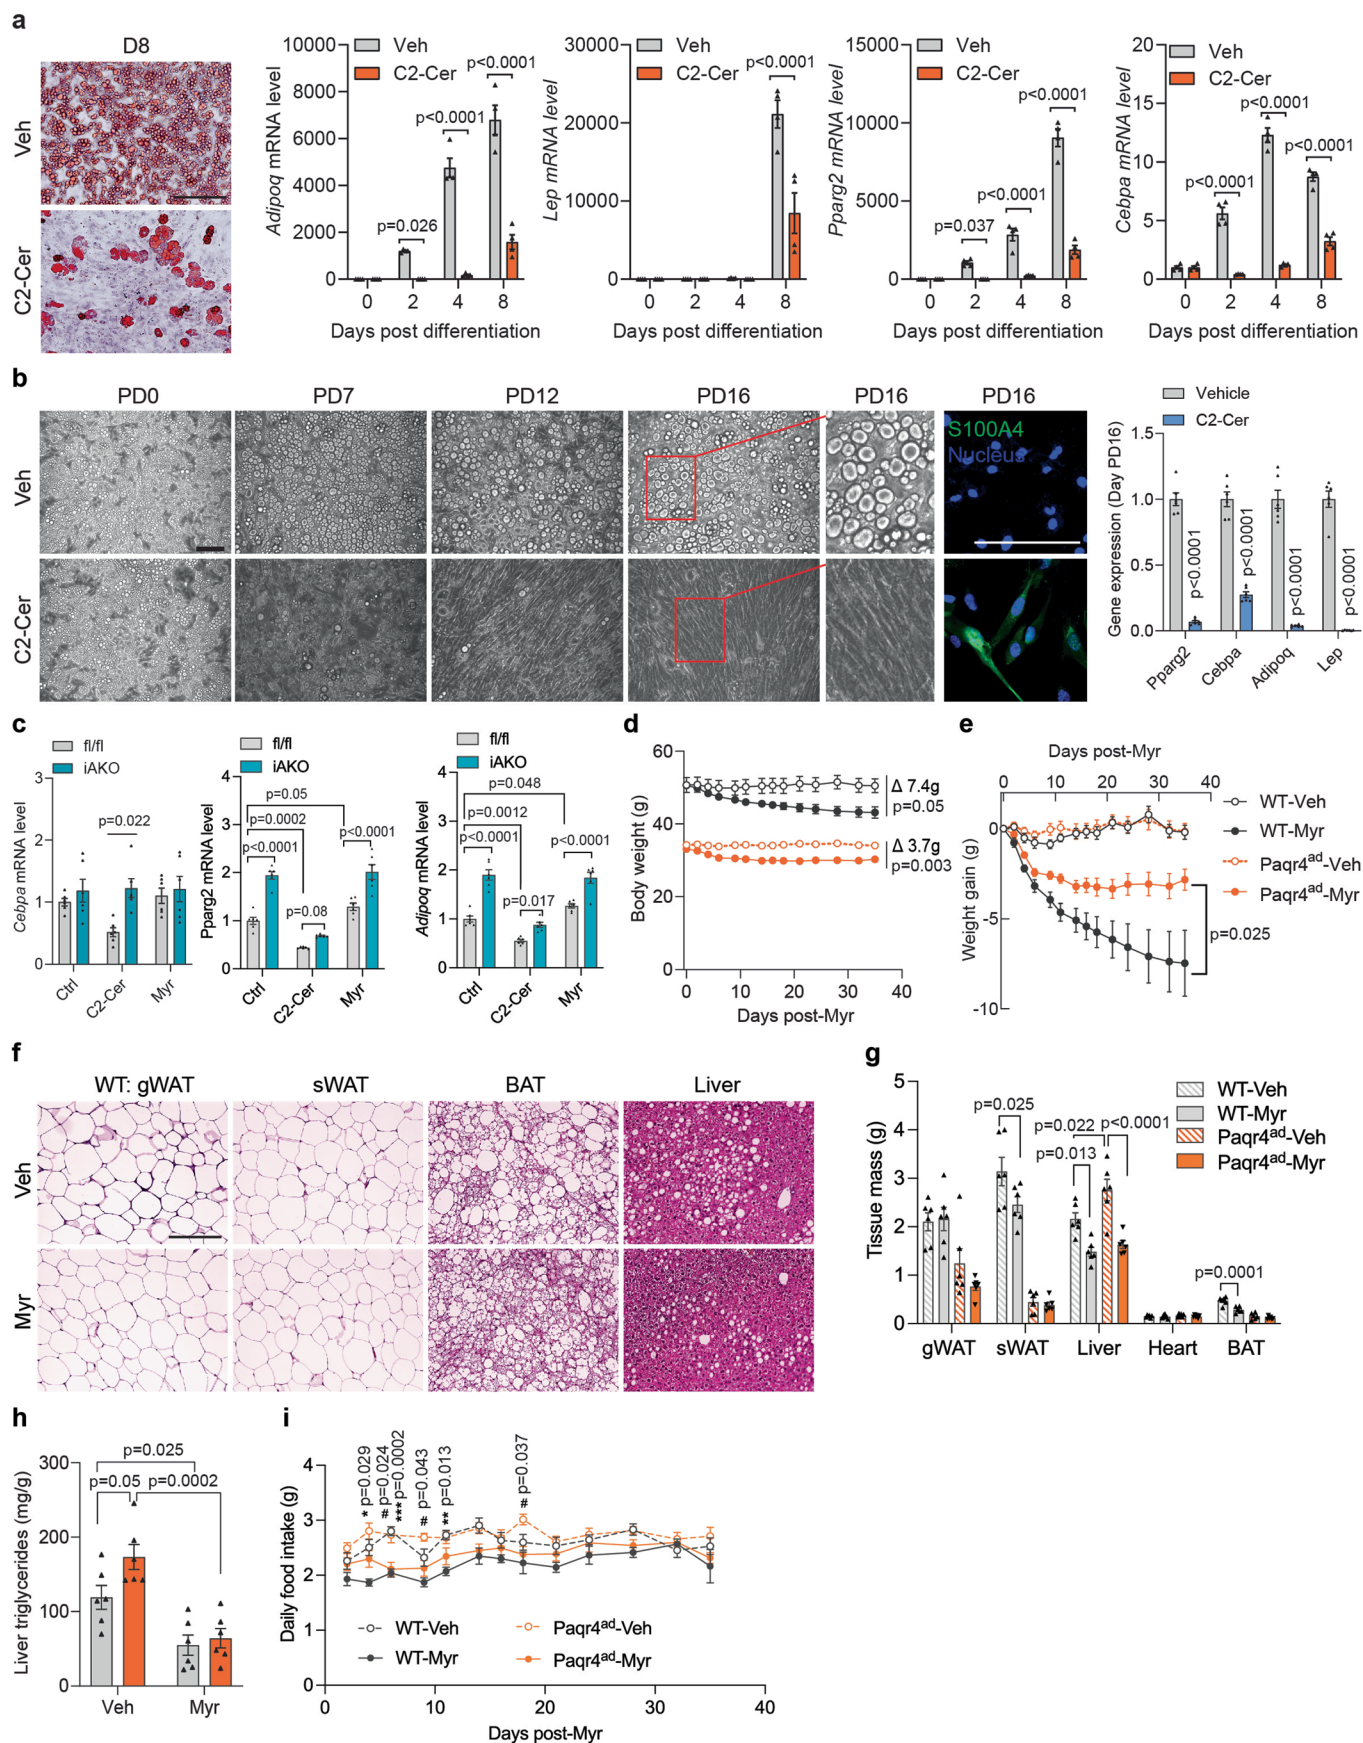 a
D8
Veh
C2-Cer
Adipoq mRNA level
10000
8000
6000
4000
2000
0
Veh
C2-Cer
p=0.026
p<0.0001
p<0.0001
0 2 4 8
Days post differentiation
Lep mRNA level
30000
20000
10000
0
Veh
C2-Cer
p<0.0001
0 2 4 8
Days post differentiation
Pparg2 mRNA level
15000
10000
5000
0
Veh
C2-Cer
p=0.037
p<0.0001
p<0.0001
0 2 4 8
Days post differentiation
Cebpa mRNA level
20
15
10
5
0
Veh
C2-Cer
p<0.0001
p<0.0001
p<0.0001
0 2 4 8
Days post differentiation
b
PD0 PD7 PD12 PD16 PD16 PD16
Veh
C2-Cer
S100A4
Nucleus
Vehicle
C2-Cer
Gene expression (Day PD16)
1.5
1.0
0.5
0.0
p<0.0001
p<0.0001
p<0.0001
p<0.0001
Pparg2 Cebpa Adipoq Lep
c
fl/fl
iAKO
Cebpa mRNA level
3
2
1
0
p=0.022
Ctrl C2-Cer Myr
fl/fl
iAKO
Pparg2 mRNA level
4
3
2
1
0
p=0.05
p=0.0002
p<0.0001
p<0.0001
p=0.08
Ctrl C2-Cer Myr
fl/fl
iAKO
Adipoq mRNA level
4
3
2
1
0
p=0.048
p=0.0012
p<0.0001
p<0.0001
p=0.017
Ctrl C2-Cer Myr
d
Body weight (g)
60
40
20
0
Δ 7.4g
p=0.05
Δ 3.7g
p=0.003
0 10 20 30 40
Days post-Myr
e
Days post-Myr
0 10 20 30 40
Weight gain (g)
0
-5
-10
p=0.025
WT-Veh
WT-Myr
Paqr4ad-Veh
Paqr4ad-Myr
f
WT: gWAT sWAT BAT Liver
Veh
Myr
g
Tissue mass (g)
5
4
3
2
1
0
WT-Veh
WT-Myr
Paqr4ad-Veh
Paqr4ad-Myr
p=0.025
p=0.022
p<0.0001
p=0.013
p=0.0001
gWAT sWAT Liver Heart BAT
h
Liver triglycerides (mg/g)
300
200
100
0
p=0.025
p=0.05
p=0.0002
Veh Myr
i
Daily food intake (g)
4
3
2
1
0
* p=0.029
# p=0.024
*** p=0.0002
# p=0.043
** p=0.013
# p=0.037
WT-Veh
WT-Myr
Paqr4ad-Veh
Paqr4ad-Myr
0 10 20 30 40
Days post-Myr